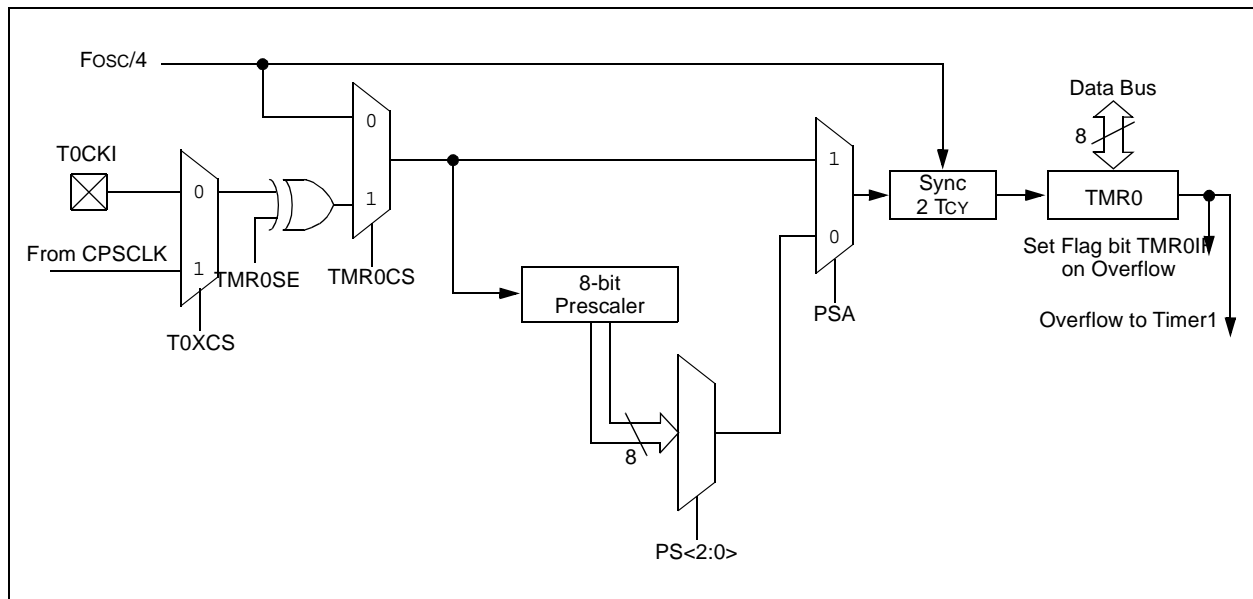 FOSC/4
Data Bus
8
T0CKI
0
1
0
1
1
0
From CPSCLK
TMR0SE
TMR0CS
T0XCS
8-bit
Prescaler
8
PS<2:0>
PSA
Sync
2 TCY
TMR0
Set Flag bit TMR0IF
on Overflow
Overflow to Timer1